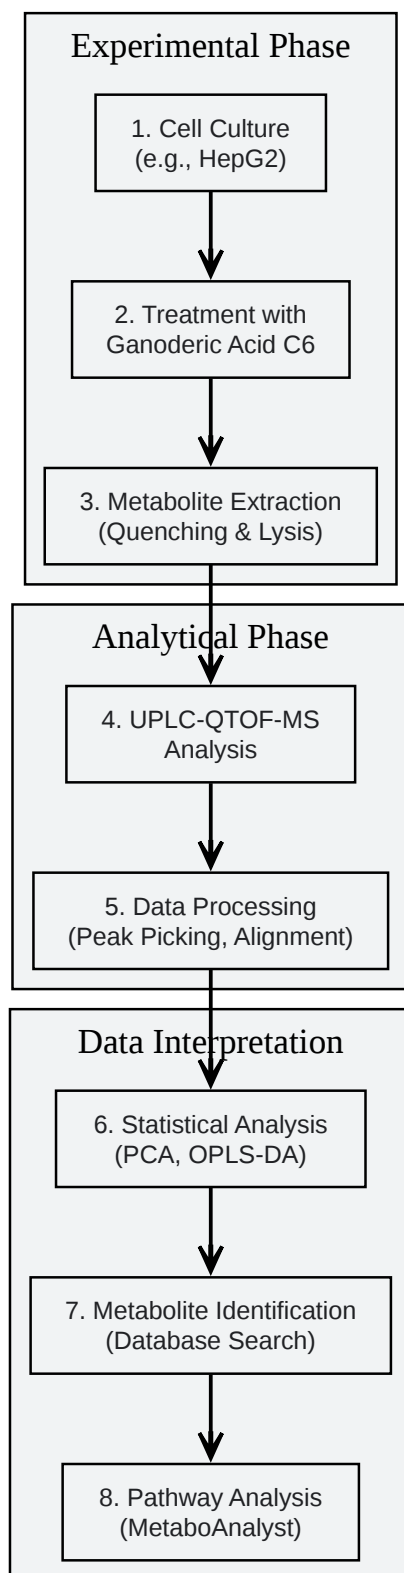 Experimental Phase
1. Cell Culture
(e.g., HepG2)
2. Treatment with
Ganoderic Acid C6
3. Metabolite Extraction
(Quenching & Lysis)
Analytical Phase
4. UPLC-QTOF-MS
Analysis
5. Data Processing
(Peak Picking, Alignment)
Data Interpretation
6. Statistical Analysis
(PCA, OPLS-DA)
7. Metabolite Identification
(Database Search)
8. Pathway Analysis
(MetaboAnalyst)